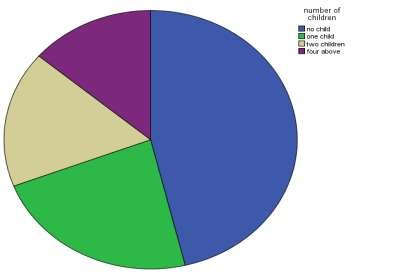 number of
children
no child
one child
two children
four above